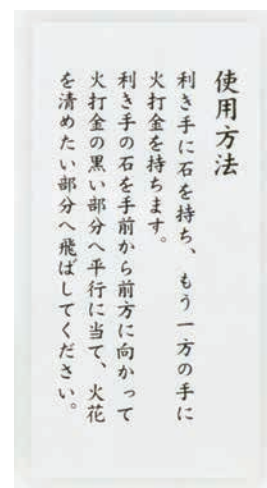 使用方法
利き手に石を持ち、もう一方の手に
火打金を持ちます。
利き手の石を手前から前方に向かって
火打金の黒い部分へ平行に当て、火花
を清めたい部分へ飛ばしてください。